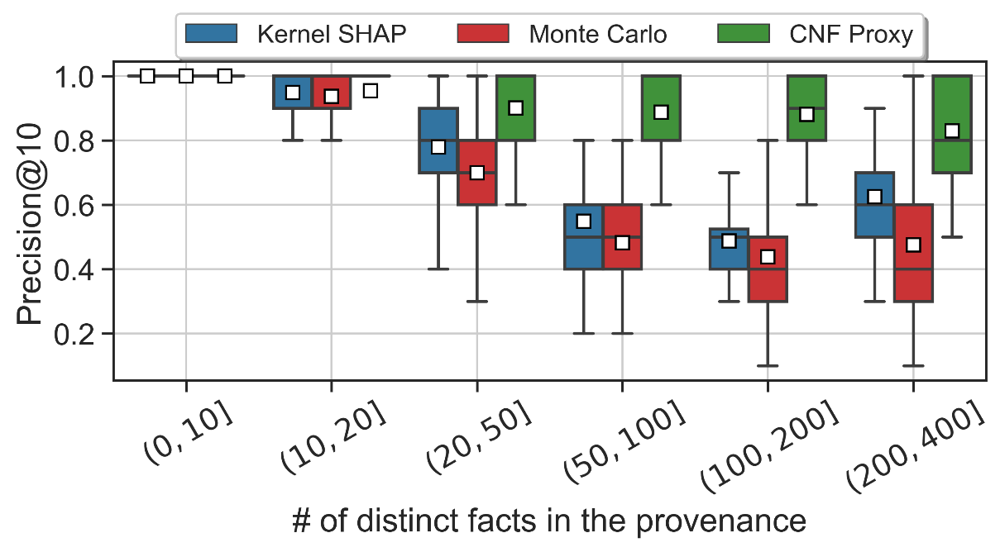 Kernel SHAP Monte Carlo CNF Proxy
Precision@10
1.0
0.8
0.6
0.4
0.2
(0, 10] (10, 20] (20, 50] (50, 100] (100, 200] (200, 400]
# of distinct facts in the provenance